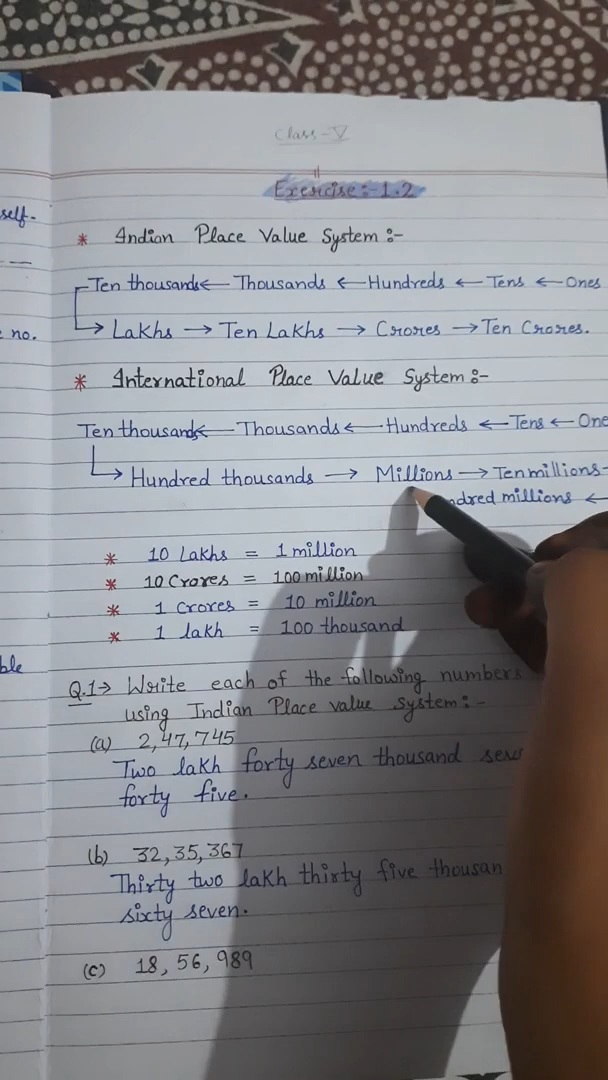 Class-V
Exercise:-1.2
self-
* Indian Place Value System:-
Ten thousands ← Thousands ← Hundreds ← Tens ← Ones
e no.
→ Lakhs → Ten Lakhs → Crores → Ten Crores.
* International Place Value System:-
Ten thousands ← Thousands ← Hundreds ← Tens ← One
→ Hundred thousands → Millions → Ten millions-
ndred millions ←
* 10 Lakhs = 1 million
* 10 Crores = 100 million
* 1 Crores = 10 million
* 1 lakh = 100 thousand
ble
Q.1→ Write each of the following numbers
using Indian Place value system:-
(a) 2,47,745
Two lakh forty seven thousand
forty five.
(b) 32,35,367
Thirty two lakh thirty five thousan
sixty seven.
(c) 18,56,989